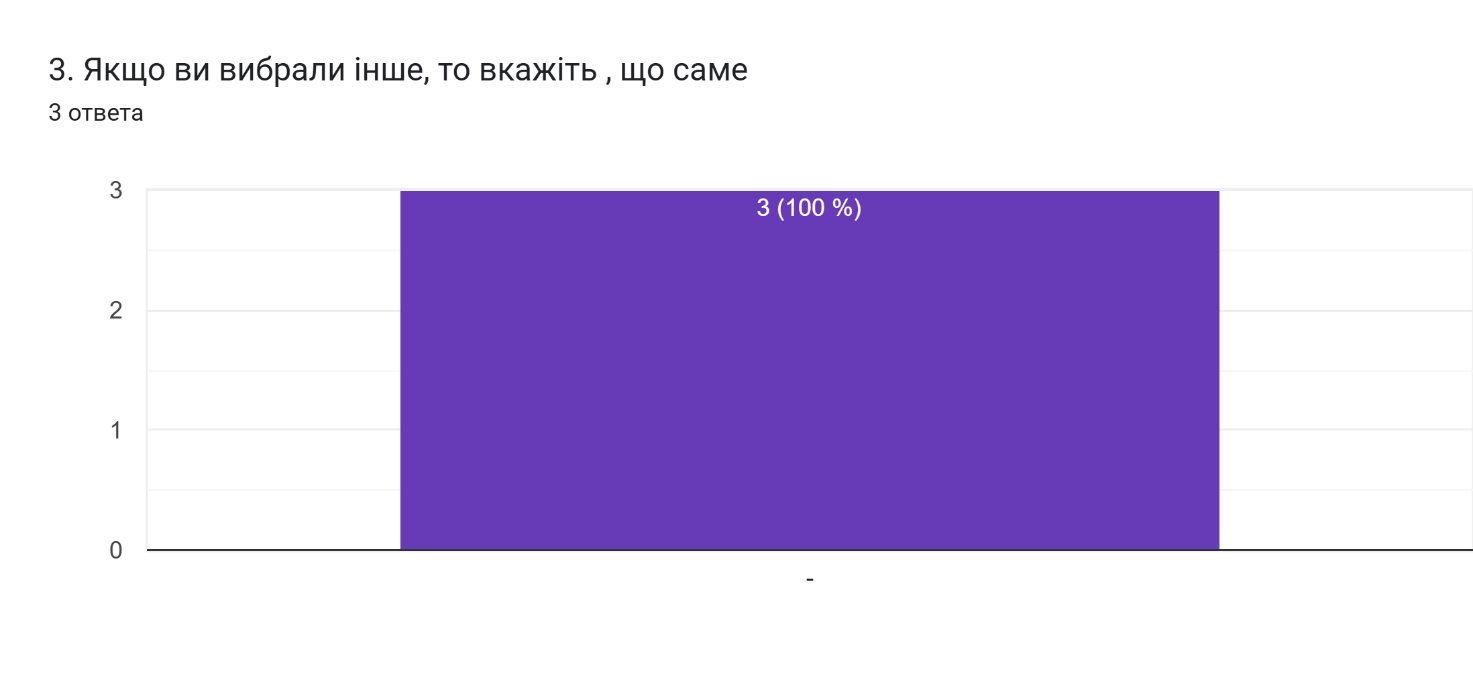 3. Якщо ви вибрали інше, то вкажіть , що саме
3 ответа
3
3 (100 %)
2
1
0
-